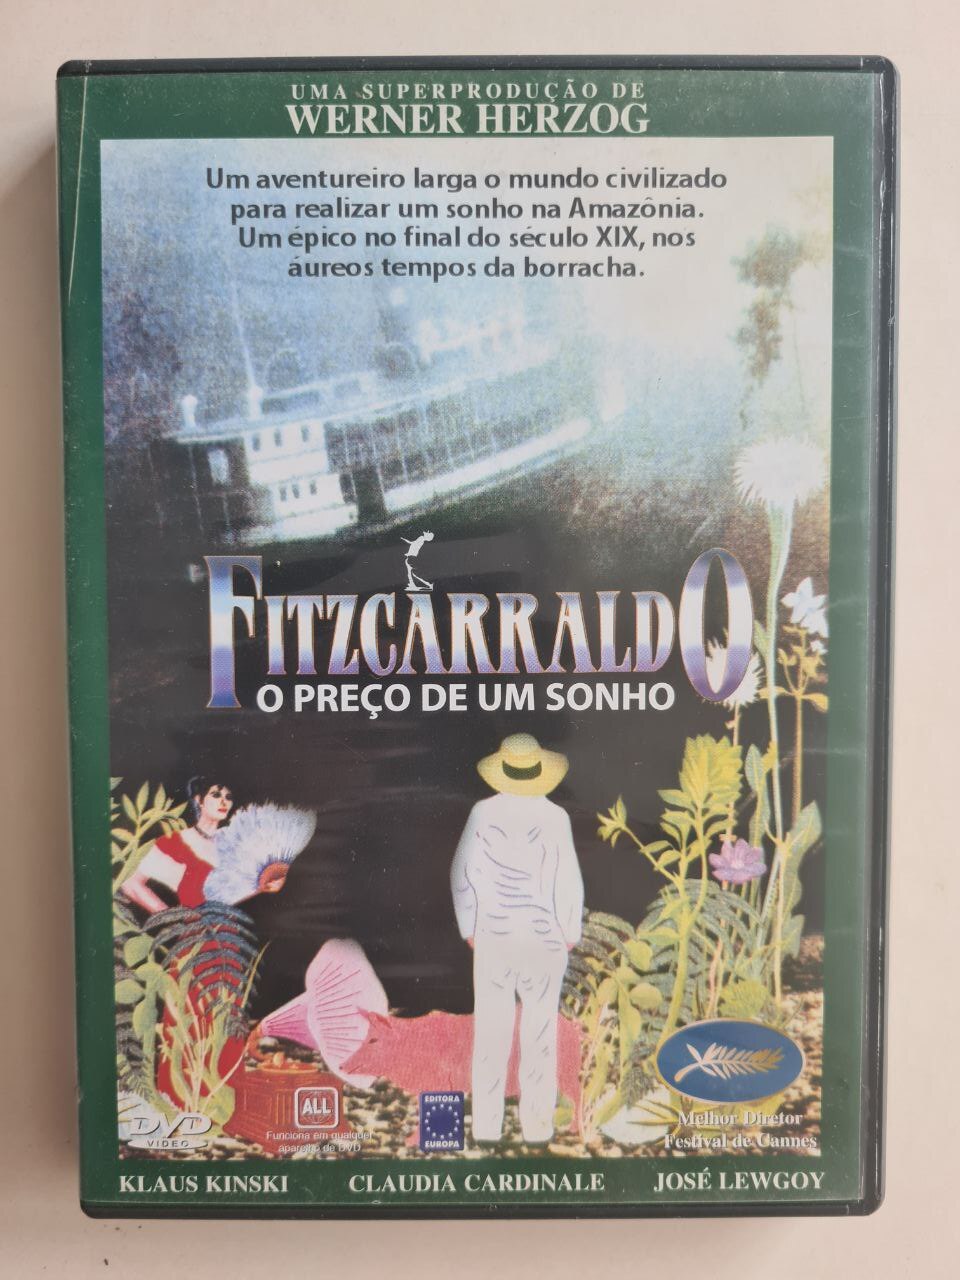 UMA SUPERPRODUÇÃO DE
WERNER HERZOG
Um aventureiro larga o mundo civilizado
para realizar um sonho na Amazônia.
Um épico no final do século XIX, nos
áureos tempos da borracha.
FITZCARRALDO
O PREÇO DE UM SONHO
DVD
VIDEO
ALL
Funciona em qualquer
aparelho de DVD
EDITORA
EUROPA
Melhor Diretor
Festival de Cannes
KLAUS KINSKI CLAUDIA CARDINALE JOSÉ LEWGOY